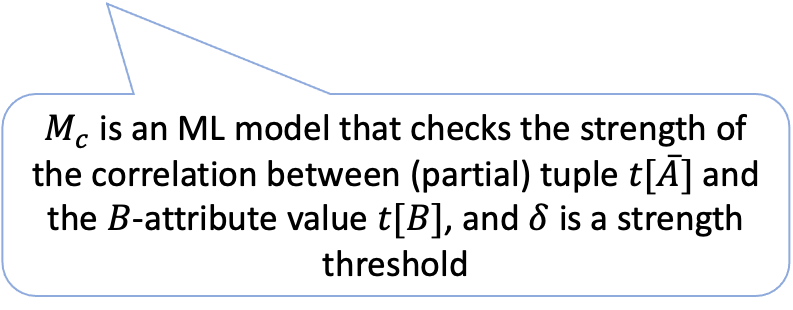 𝑀𝑐 is an ML model that checks the strength of
the correlation between (partial) tuple 𝑡[𝐴̅] and
the 𝐵-attribute value 𝑡[𝐵], and 𝛿 is a strength
threshold